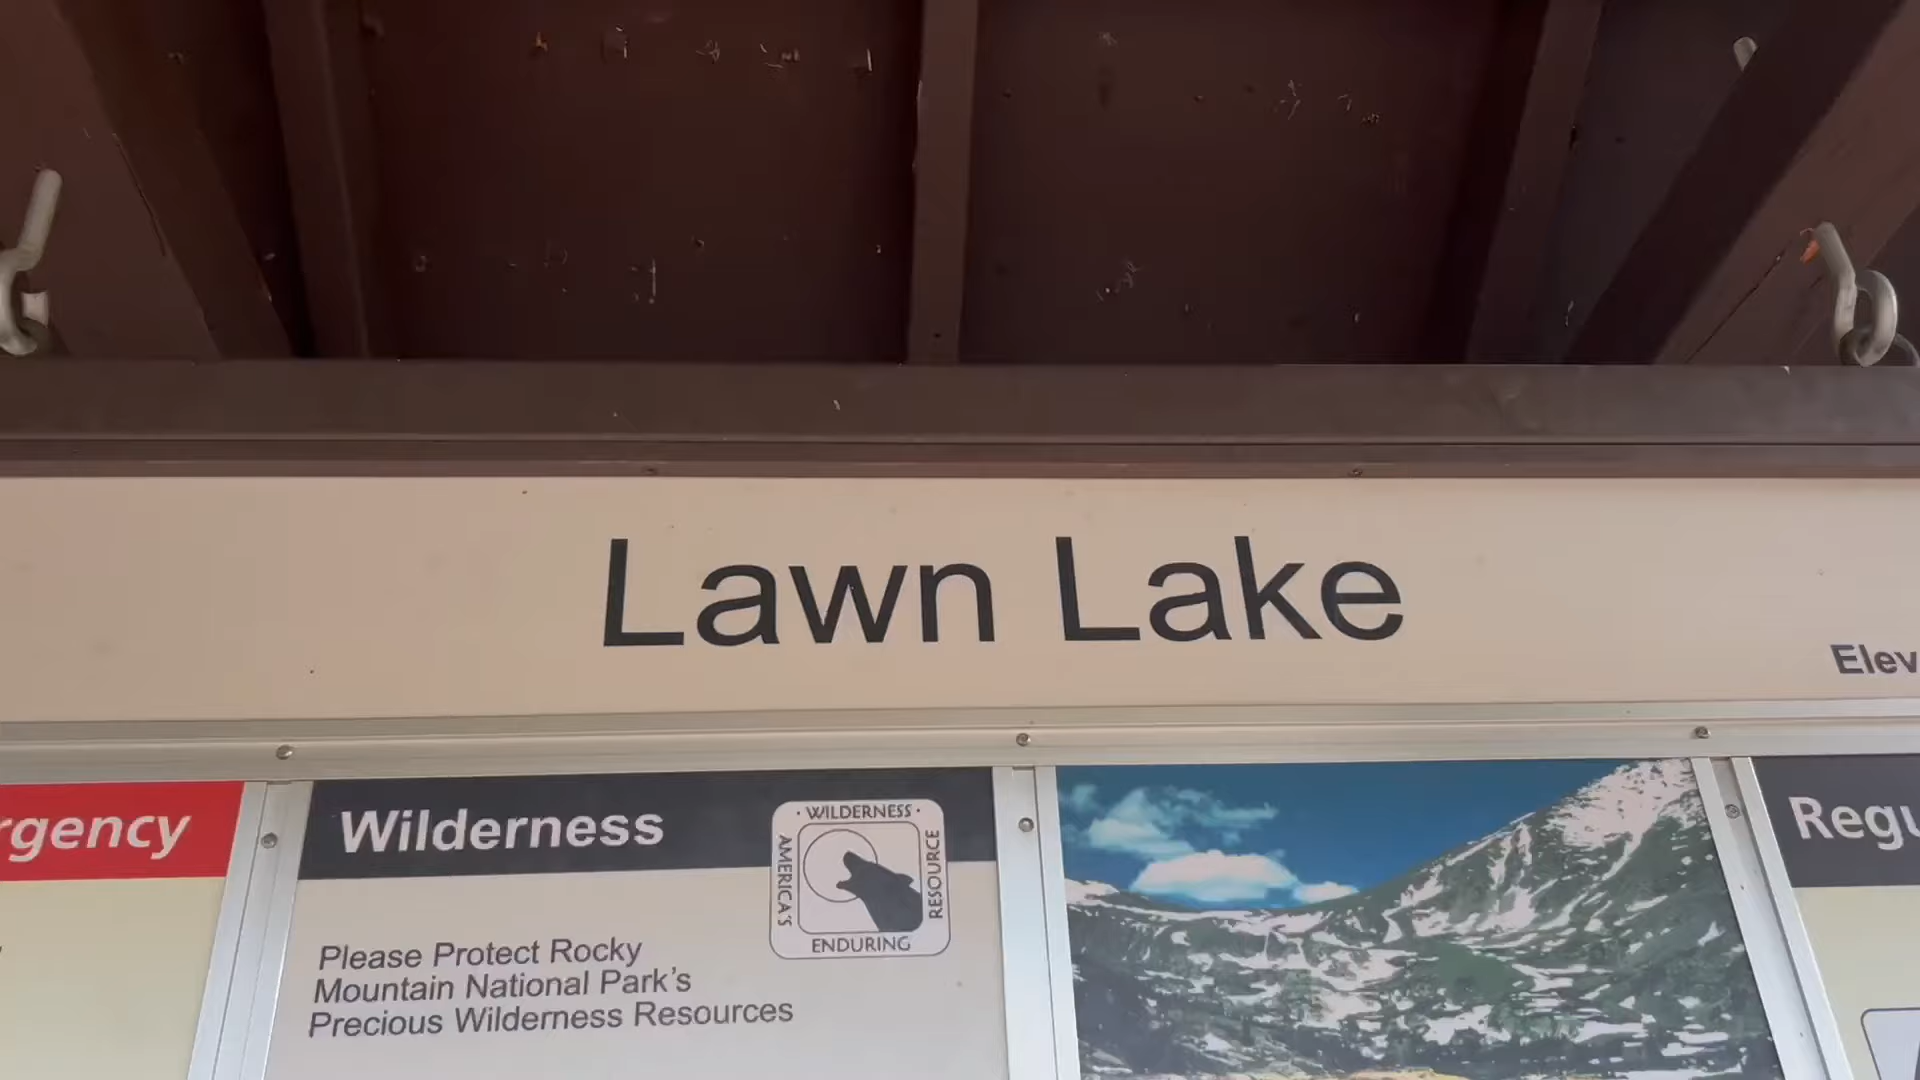 Lawn Lake
Elev
rgency
Wilderness
· WILDERNESS ·
AMERICA'S
RESOURCE
ENDURING
Please Protect Rocky
Mountain National Park's
Precious Wilderness Resources
Regu